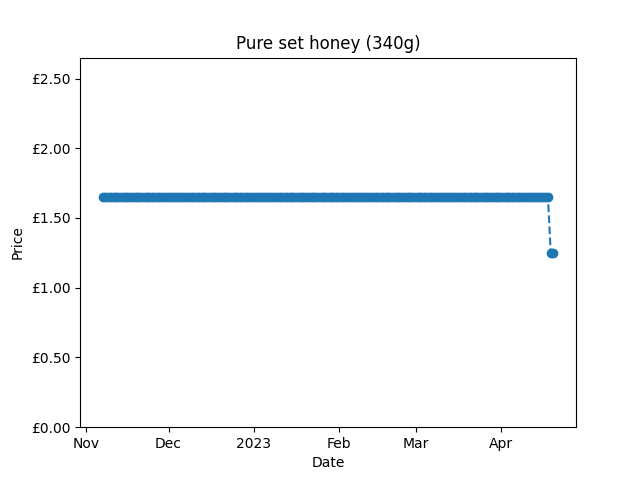 Pure set honey (340g)
£2.50
£2.00
£1.50
£1.00
£0.50
£0.00
Price
Nov Dec 2023 Feb Mar Apr
Date